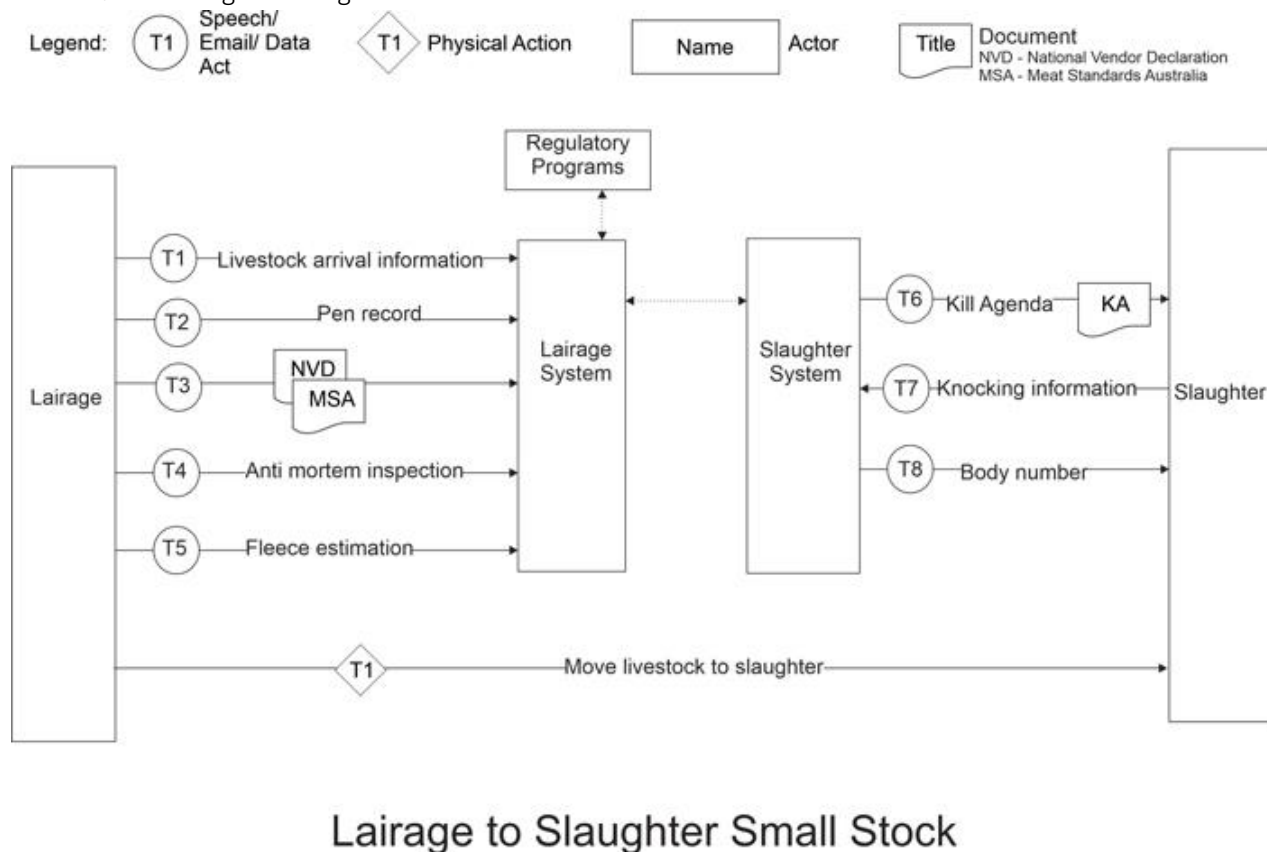 Legend:
T1
Speech/
Email/ Data
Act
T1
Physical Action
Name
Actor
Title
Document
NVD - National Vendor Declaration
MSA - Meat Standards Australia
Regulatory
Programs
Lairage
T1
Livestock arrival information
T2
Pen record
T3
NVD
MSA
T4
Anti mortem inspection
T5
Fleece estimation
Lairage
System
Slaughter
System
T6
Kill Agenda
KA
T7
Knocking information
T8
Body number
Slaughter
T1
Move livestock to slaughter
Lairage to Slaughter Small Stock